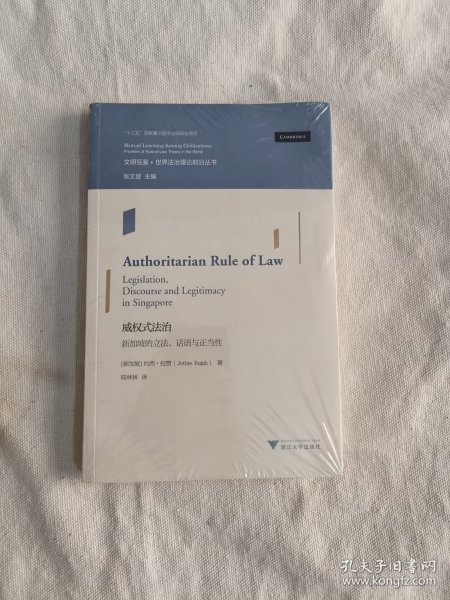 "十三五"国家重点图书出版规划项目
Mutual Learning Among Civilizations
Frontiers of Rule of Law Theory in the World
文明互鉴·世界法治理论前沿丛书
张文显 主编
CAMBRIDGE
Authoritarian Rule of Law
Legislation,
Discourse and Legitimacy
in Singapore
威权式法治
新加坡的立法、话语与正当性
[新加坡] 约西·拉贾(Jothie Rajah) 著
陈林林 译
浙江大学出版社
孔夫子旧书网
www.kongfz.com